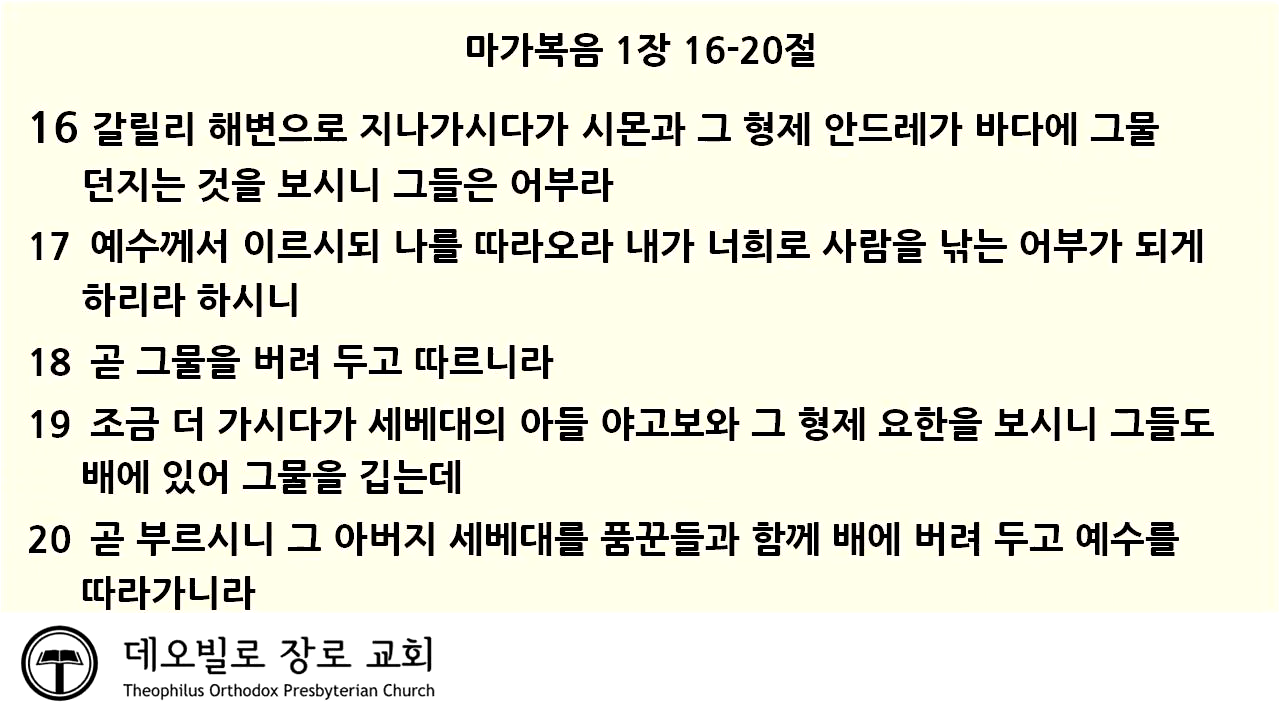 마가복음 1장 16-20절
16 갈릴리 해변으로 지나가시다가 시몬과 그 형제 안드레가 바다에 그물
던지는 것을 보시니 그들은 어부라
17 예수께서 이르시되 나를 따라오라 내가 너희로 사람을 낚는 어부가 되게
하리라 하시니
18 곧 그물을 버려 두고 따르니라
19 조금 더 가시다가 세베대의 아들 야고보와 그 형제 요한을 보시니 그들도
배에 있어 그물을 깁는데
20 곧 부르시니 그 아버지 세베대를 품꾼들과 함께 배에 버려 두고 예수를
따라가니라
데오빌로 장로 교회
Theophilus Orthodox Presbyterian Church